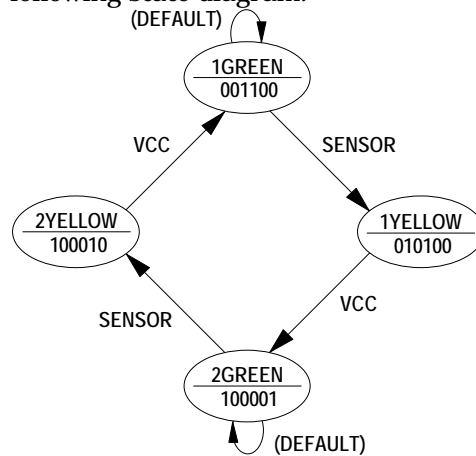 following state diagram:
(DEFAULT)
1GREEN
001100
VCC
SENSOR
2YELLOW
100010
1YELLOW
010100
SENSOR
VCC
2GREEN
100001
(DEFAULT)